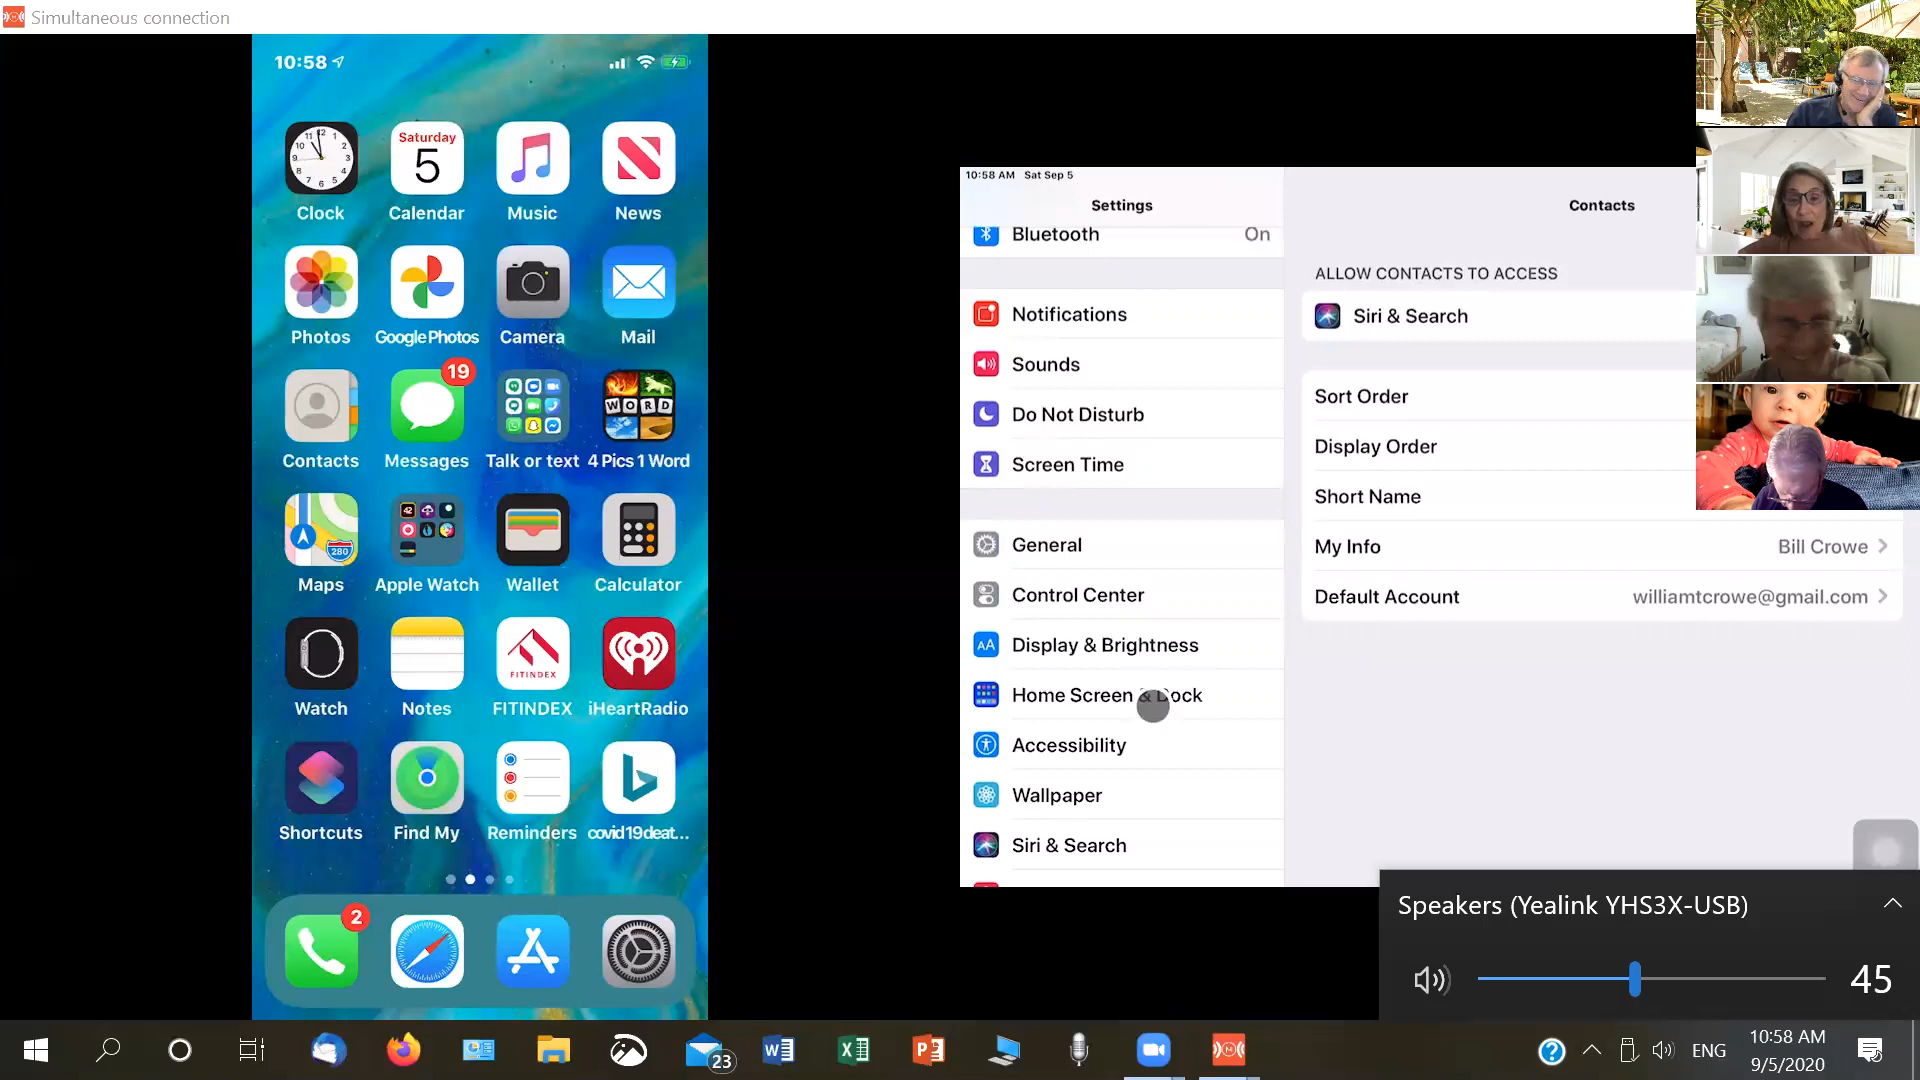 Simultaneous connection
10:58
Saturday
5
Clock
Calendar
Music
News
Photos
Google Photos
Camera
Mail
19
WORD
Contacts
Messages
Talk or text
4 Pics 1 Word
280
Maps
Apple Watch
Wallet
Calculator
FITINDEX
Watch
Notes
FITINDEX
iHeartRadio
Shortcuts
Find My
Reminders
covid19deat...
2
10:58 AM Sat Sep 5
Settings
Bluetooth On
Notifications
Sounds
Do Not Disturb
Screen Time
General
Control Center
AA Display & Brightness
Home Screen & Dock
Accessibility
Wallpaper
Siri & Search
Contacts
ALLOW CONTACTS TO ACCESS
Siri & Search
Sort Order
Display Order
Short Name
My Info Bill Crowe
Default Account williamtcrowe@gmail.com
Speakers (Yealink YHS3X-USB)
45
23
ENG
10:58 AM
9/5/2020